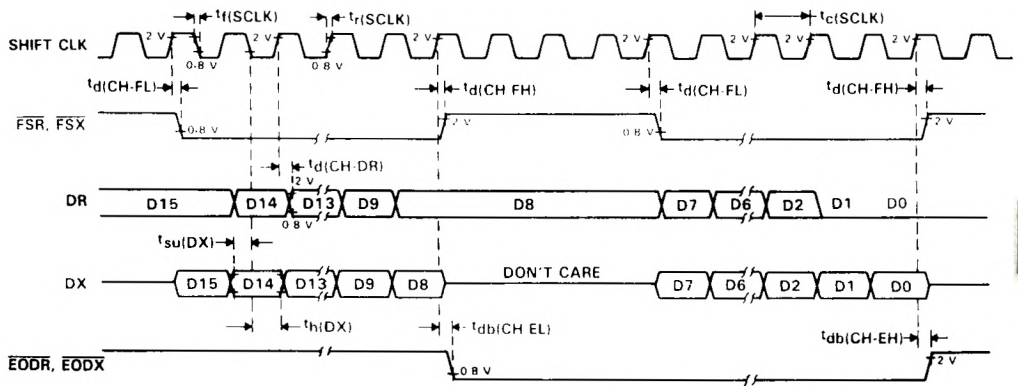 tf(SCLK) tr(SCLK) tc(SCLK)
SHIFT CLK 2 V 2 V 2 V 2 V 2 V 2 V 2 V 2 V
0.8 V 0.8 V
td(CH-FL) td(CH FH) td(CH-FL) td(CH-FH)
FSR, FSX 0.8 V 2 V 0.8 V 2 V
td(CH-DR)
2 V
DR D15 D14 D13 D9 D8 D7 D6 D2 D1 D0
0.8 V
tsu(DX)
DX D15 D14 D13 D9 D8 DON'T CARE D7 D6 D2 D1 D0
th(DX) tdb(CH EL) tdb(CH-EH)
EODR, EODX 0.8 V 2 V